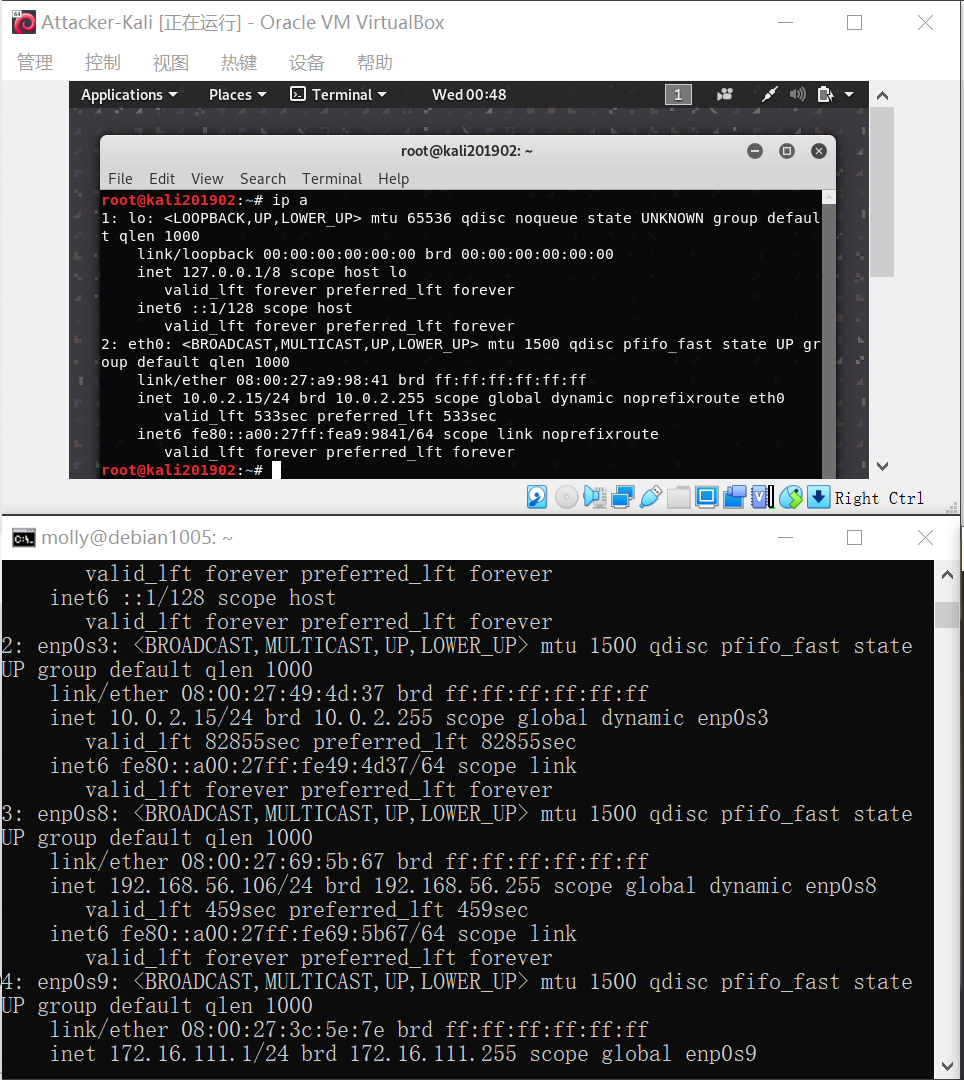 Attacker-Kali [正在运行] - Oracle VM VirtualBox
管理 控制 视图 热键 设备 帮助
Applications Places Terminal Wed 00:48 1
root@kali201902: ~
File Edit View Search Terminal Help
root@kali201902:~# ip a
1: lo: <LOOPBACK,UP,LOWER_UP> mtu 65536 qdisc noqueue state UNKNOWN group defaul
t qlen 1000
    link/loopback 00:00:00:00:00:00 brd 00:00:00:00:00:00
    inet 127.0.0.1/8 scope host lo
       valid_lft forever preferred_lft forever
    inet6 ::1/128 scope host
       valid_lft forever preferred_lft forever
2: eth0: <BROADCAST,MULTICAST,UP,LOWER_UP> mtu 1500 qdisc pfifo_fast state UP gr
oup default qlen 1000
    link/ether 08:00:27:a9:98:41 brd ff:ff:ff:ff:ff:ff
    inet 10.0.2.15/24 brd 10.0.2.255 scope global dynamic noprefixroute eth0
       valid_lft 533sec preferred_lft 533sec
    inet6 fe80::a00:27ff:fea9:9841/64 scope link noprefixroute
       valid_lft forever preferred_lft forever
root@kali201902:~#
Right Ctrl
molly@debian1005: ~
       valid_lft forever preferred_lft forever
    inet6 ::1/128 scope host
       valid_lft forever preferred_lft forever
2: enp0s3: <BROADCAST,MULTICAST,UP,LOWER_UP> mtu 1500 qdisc pfifo_fast state
UP group default qlen 1000
    link/ether 08:00:27:49:4d:37 brd ff:ff:ff:ff:ff:ff
    inet 10.0.2.15/24 brd 10.0.2.255 scope global dynamic enp0s3
       valid_lft 82855sec preferred_lft 82855sec
    inet6 fe80::a00:27ff:fe49:4d37/64 scope link
       valid_lft forever preferred_lft forever
3: enp0s8: <BROADCAST,MULTICAST,UP,LOWER_UP> mtu 1500 qdisc pfifo_fast state
UP group default qlen 1000
    link/ether 08:00:27:69:5b:67 brd ff:ff:ff:ff:ff:ff
    inet 192.168.56.106/24 brd 192.168.56.255 scope global dynamic enp0s8
       valid_lft 459sec preferred_lft 459sec
    inet6 fe80::a00:27ff:fe69:5b67/64 scope link
       valid_lft forever preferred_lft forever
4: enp0s9: <BROADCAST,MULTICAST,UP,LOWER_UP> mtu 1500 qdisc pfifo_fast state
UP group default qlen 1000
    link/ether 08:00:27:3c:5e:7e brd ff:ff:ff:ff:ff:ff
    inet 172.16.111.1/24 brd 172.16.111.255 scope global enp0s9